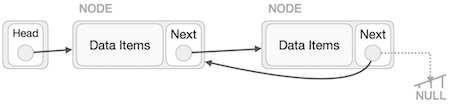 NODE
NODE
Head
Data Items
Next
Data Items
Next
NULL